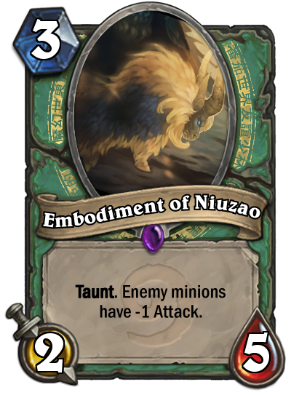 3
Embodiment of Niuzao
Taunt. Enemy minions
have -1 Attack.
2
5